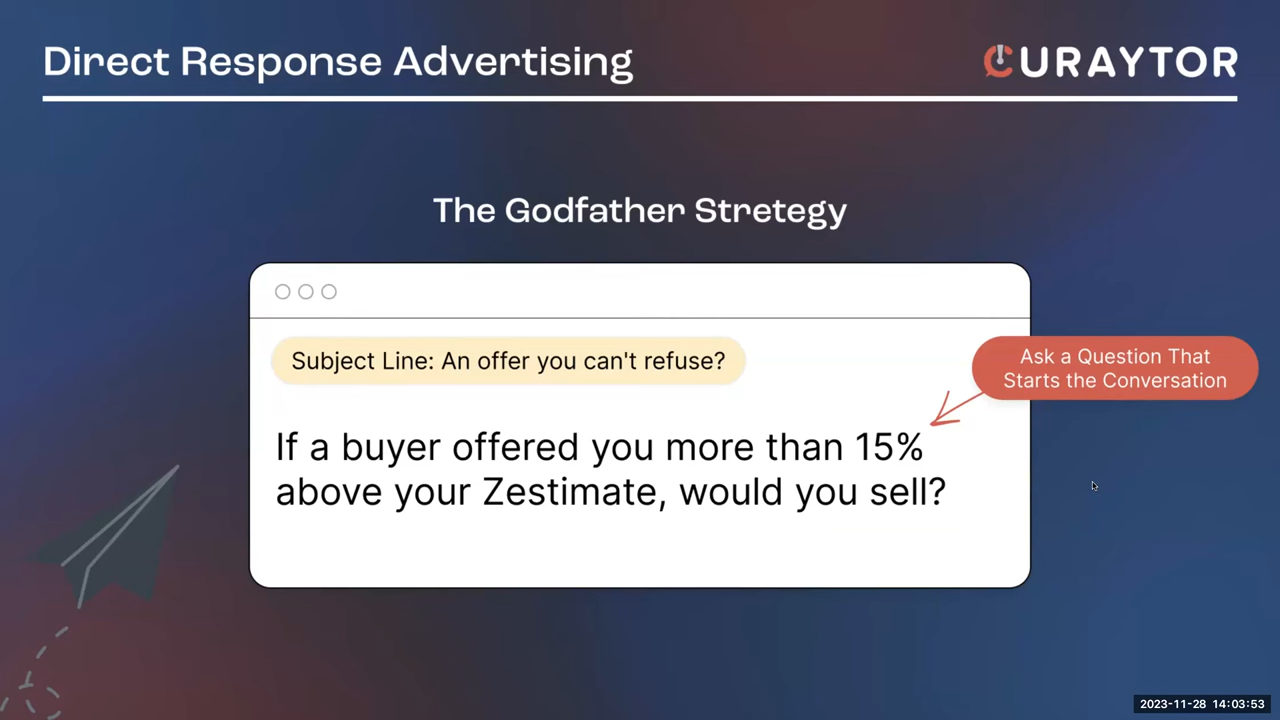 Direct Response Advertising
CURAYTOR
The Godfather Stretegy
Subject Line: An offer you can't refuse?
Ask a Question That
Starts the Conversation
If a buyer offered you more than 15%
above your Zestimate, would you sell?
2023-11-28 14:03:53